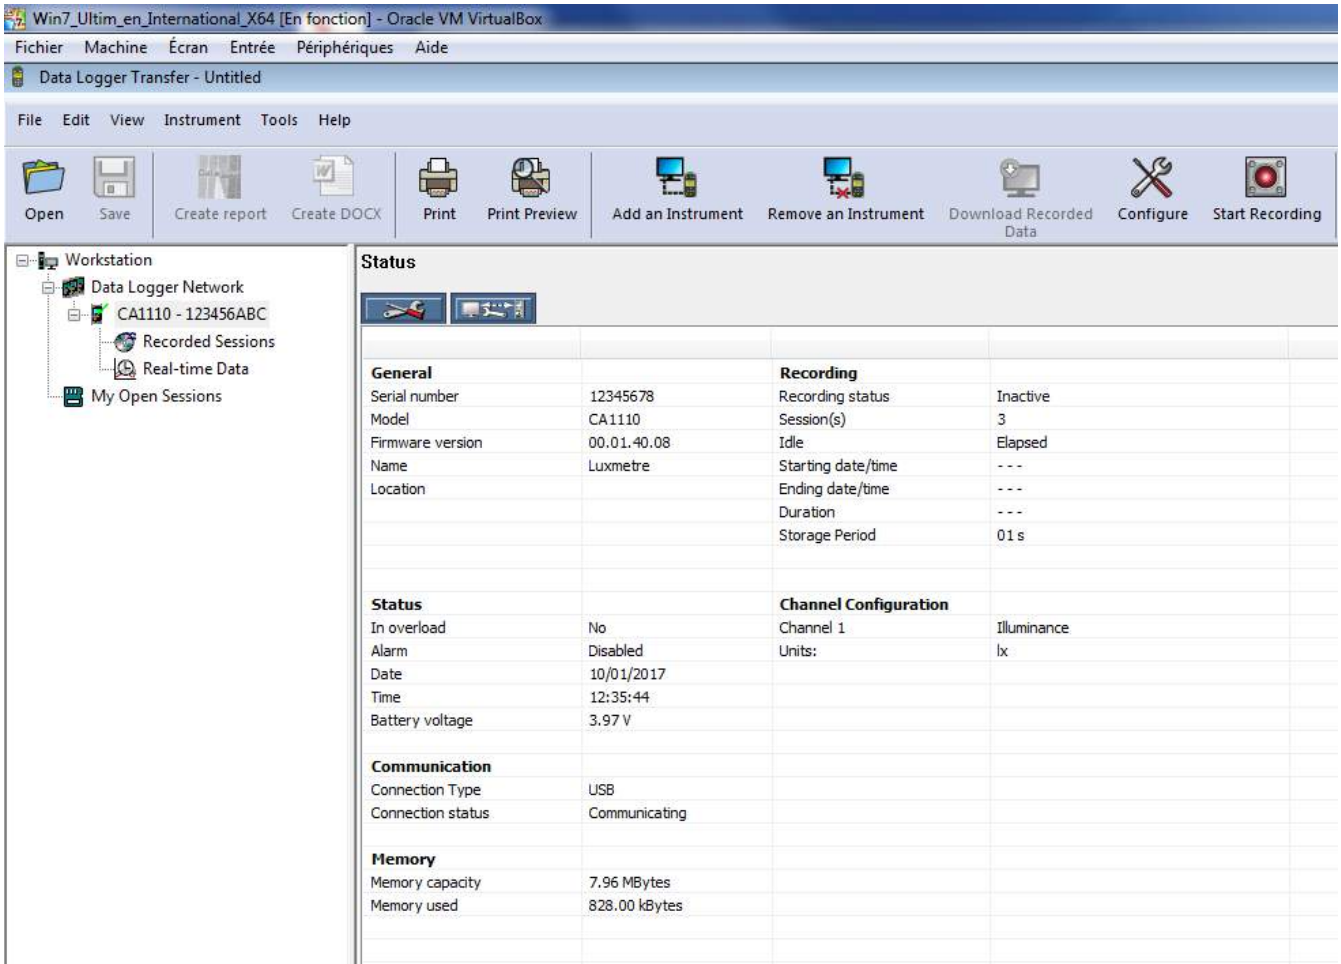 Win7_Ultim_en_International_X64 [En fonction] - Oracle VM VirtualBox
Fichier Machine Écran Entrée Périphériques Aide
Data Logger Transfer - Untitled
File Edit View Instrument Tools Help
Open Save Create report Create DOCX Print Print Preview Add an Instrument Remove an Instrument Download Recorded Data Configure Start Recording
Workstation
Data Logger Network
CA1110 - 123456ABC
Recorded Sessions
Real-time Data
My Open Sessions
Status
General Recording
Serial number 12345678 Recording status Inactive
Model CA1110 Session(s) 3
Firmware version 00.01.40.08 Idle Elapsed
Name Luxmetre Starting date/time - - -
Location Ending date/time - - -
Duration - - -
Storage Period 01 s
Status Channel Configuration
In overload No Channel 1 Illuminance
Alarm Disabled Units: lx
Date 10/01/2017
Time 12:35:44
Battery voltage 3.97 V
Communication
Connection Type USB
Connection status Communicating
Memory
Memory capacity 7.96 MBytes
Memory used 828.00 kBytes